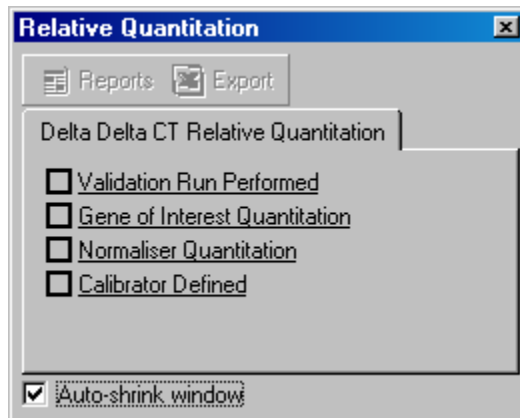 Relative Quantitation
Reports Export
Delta Delta CT Relative Quantitation
Validation Run Performed
Gene of Interest Quantitation
Normaliser Quantitation
Calibrator Defined
Auto-shrink window